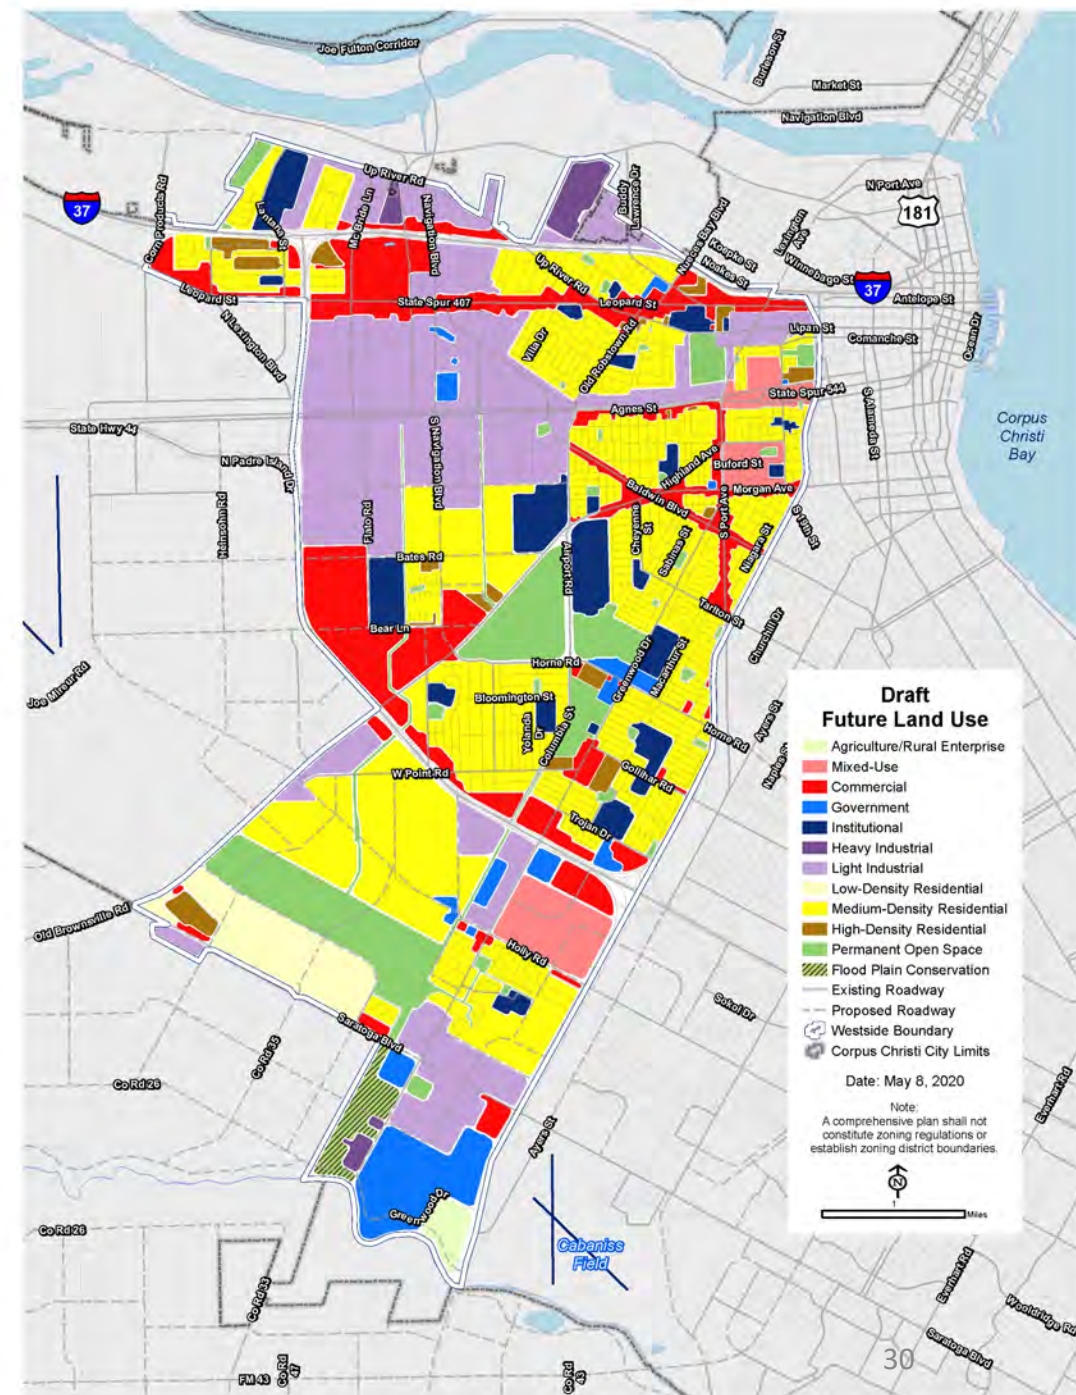 Joe Fulton Corridor
Burleson St
Market St
Navigation Blvd
Up River Rd
Buddy
Lawrence Dr
N Port Ave
181
37
Corn Products Rd
Lantana St
Mc Bride Ln
Navigation Blvd
Nueces Bay Blvd
Koepke St
Noakes St
Lexington
Ave
Winnebago St
37
Up River Rd
Leopard St
State Spur 407
Leopard St
Antelope St
Lipan St
Comanche St
Ocean Dr
N Lexington Blvd
Villa Dr
Old Robstown Rd
State Spur 544
Agnes St
S Alameda St
State Hwy 44
Corpus
Christi
Bay
N Padre Island Dr
S Navigation Blvd
Highland Ave
Buford St
Morgan Ave
Baldwin Blvd
Heinsohn Rd
Flato Rd
Cheyenne
St
S Port Ave
S 19th St
Niagara St
Sabinas St
Bates Rd
Airport Rd
Tarlton St
Bear Ln
Churchill Dr
Horne Rd
Greenwood Dr
Macarthur St
Joe Mireur Rd
Bloomington St
Yolanda
Dr
Columbia St
Horne Rd
Ayers St
Naples St
W Point Rd
Gollihar Rd
Trojan Dr
Old Brownsville Rd
Holly Rd
Saratoga Blvd
Sokol Dr
Co Rd 35
Co Rd 26
Ayers St
Everhart Rd
Greenwood Dr
Co Rd 26
Cabaniss
Field
Co Rd 33
Everhart Rd
Wooldridge Rd
Saratoga Blvd
FM 43
Co Rd
47
Co Rd
43
Draft
Future Land Use
Agriculture/Rural Enterprise
Mixed-Use
Commercial
Government
Institutional
Heavy Industrial
Light Industrial
Low-Density Residential
Medium-Density Residential
High-Density Residential
Permanent Open Space
Flood Plain Conservation
Existing Roadway
Proposed Roadway
Westside Boundary
Corpus Christi City Limits
Date: May 8, 2020
Note:
A comprehensive plan shall not
constitute zoning regulations or
establish zoning district boundaries.
N
1
Miles
30